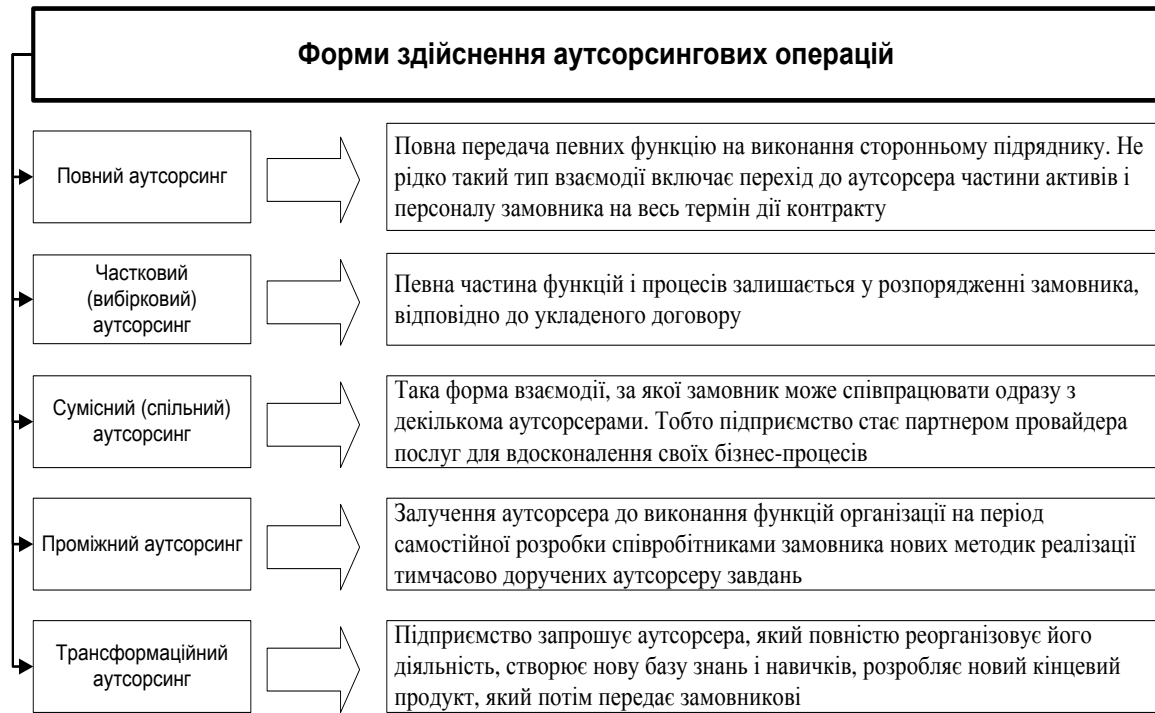 Форми здійснення аутсорсингових операцій
Повний аутсорсинг
Повна передача певних функцію на виконання сторонньому підряднику. Не
рідко такий тип взаємодії включає перехід до аутсорсера частини активів і
персоналу замовника на весь термін дії контракту
Частковий
(вибірковий)
аутсорсинг
Певна частина функцій і процесів залишається у розпорядженні замовника,
відповідно до укладеного договору
Сумісний (спільний)
аутсорсинг
Така форма взаємодії, за якої замовник може співпрацювати одразу з
декількома аутсорсерами. Тобто підприємство стає партнером провайдера
послуг для вдосконалення своїх бізнес-процесів
Проміжний аутсорсинг
Залучення аутсорсера до виконання функцій організації на період
самостійної розробки співробітниками замовника нових методик реалізації
тимчасово доручених аутсорсеру завдань
Трансформаційний
аутсорсинг
Підприємство запрошує аутсорсера, який повністю реорганізовує його
діяльність, створює нову базу знань і навичків, розробляє новий кінцевий
продукт, який потім передає замовникові